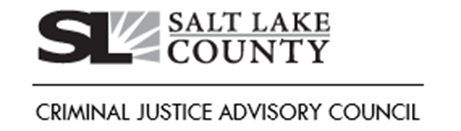 SL SALT LAKE
COUNTY
CRIMINAL JUSTICE ADVISORY COUNCIL